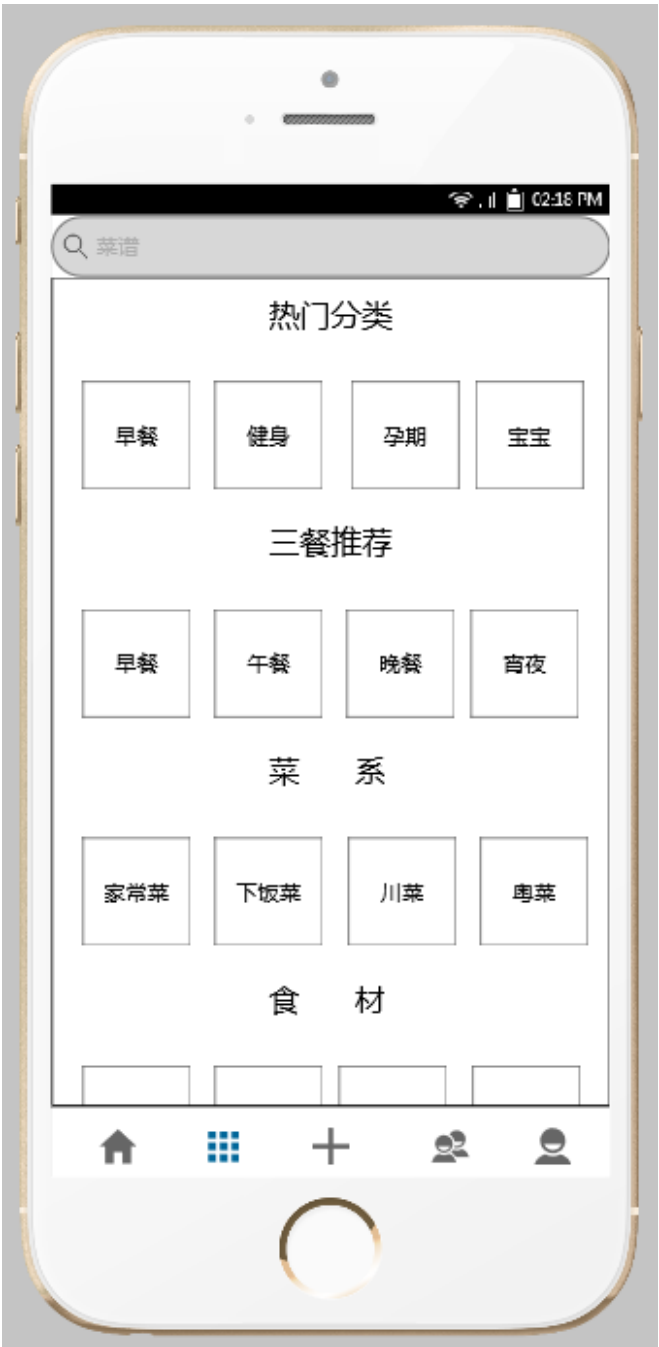 02:18 PM
菜谱
热门分类
早餐 健身 孕期 宝宝
三餐推荐
早餐 午餐 晚餐 宵夜
菜 系
家常菜 下饭菜 川菜 粤菜
食 材